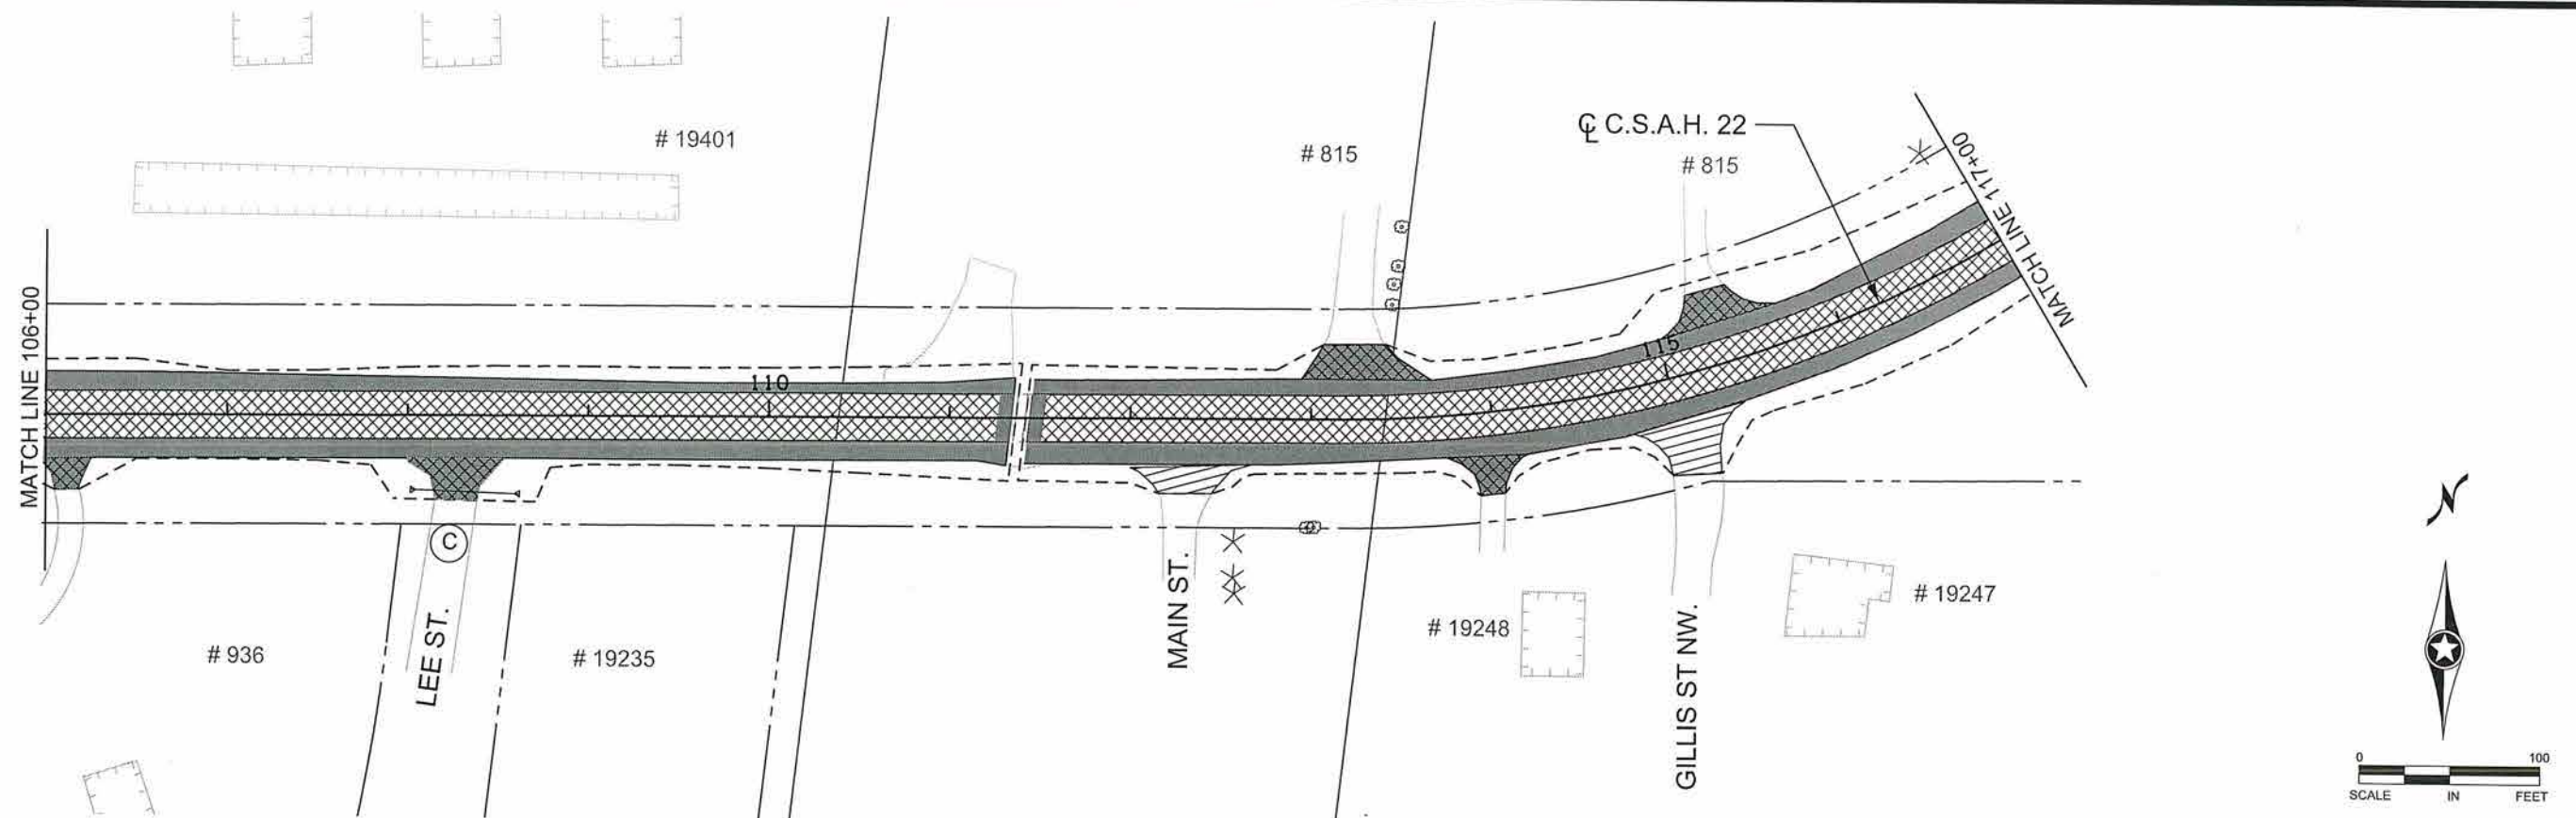 # 19401
# 815
℄ C.S.A.H. 22
# 815
MATCH LINE 117+00
MATCH LINE 106+00
110
115
C
LEE ST.
MAIN ST.
GILLIS ST NW.
# 936
# 19235
# 19248
# 19247
N
0 100
SCALE IN FEET